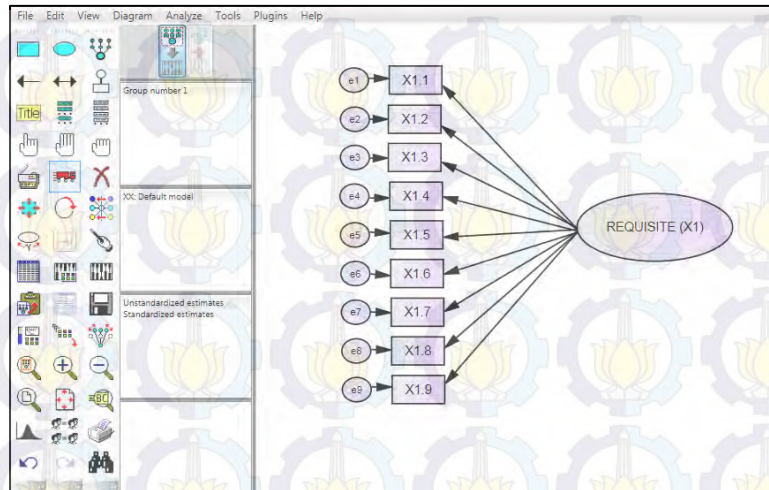 File Edit View Diagram Analyze Tools Plugins Help
Title
Group number 1
XX: Default model
Unstandardized estimates
Standardized estimates
e1 X1.1
e2 X1.2
e3 X1.3
e4 X1.4
e5 X1.5
e6 X1.6
e7 X1.7
e8 X1.8
e9 X1.9
REQUISITE (X1)